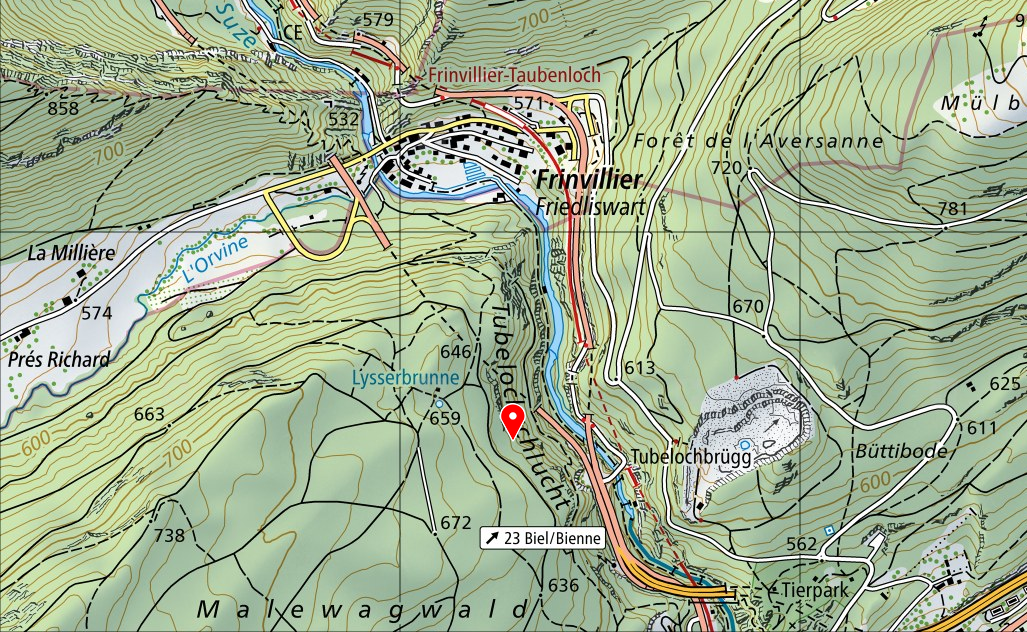 Suze
579
CE
700
9
Frinvillier-Taubenloch
858
532
571
Mülb
700
Forêt de l'Aversanne
720
Frinvillier
Friedliswart
781
La Millière
L'Orvine
574
670
Prés Richard
646
613
Lysserbrunne
625
663
659
611
600
700
Tubelochschlucht
Tubelochbrügg
Büttibode
600
672
738
23 Biel/Bienne
562
636
Tierpark
Malewagwald